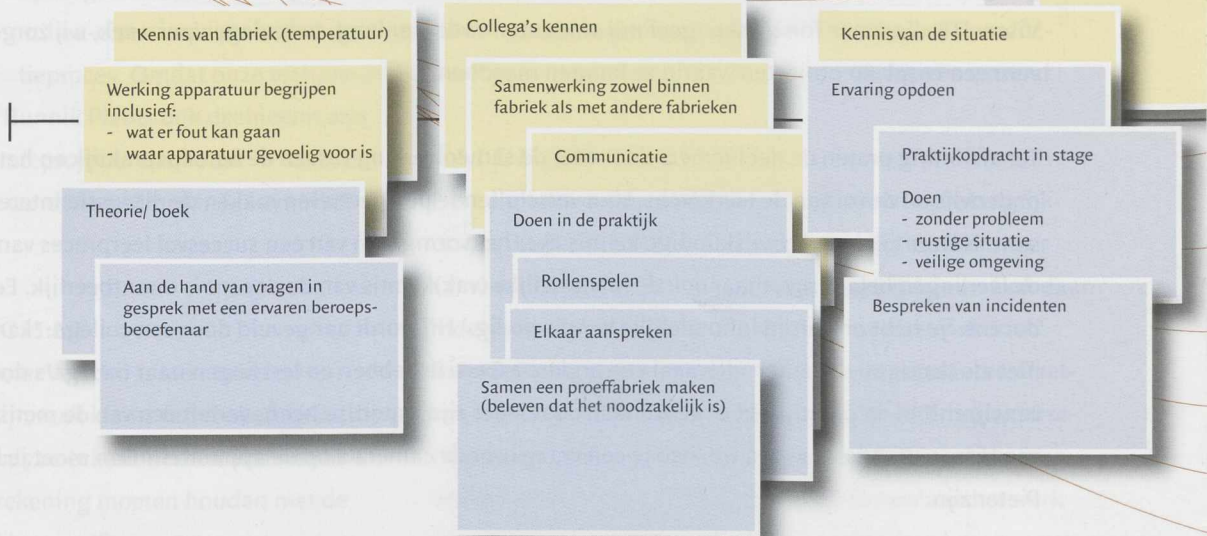 Kennis van fabriek (temperatuur)
Werking apparatuur begrijpen
inclusief:
- wat er fout kan gaan
- waar apparatuur gevoelig voor is
Theorie/ boek
Aan de hand van vragen in
gesprek met een ervaren beroeps-
beoefenaar
Collega's kennen
Samenwerking zowel binnen
fabriek als met andere fabrieken
Communicatie
Doen in de praktijk
Rollenspelen
Elkaar aanspreken
Samen een proeffabriek maken
(beleven dat het noodzakelijk is)
Kennis van de situatie
Ervaring opdoen
Praktijkopdracht in stage
Doen
- zonder probleem
- rustige situatie
- veilige omgeving
Bespreken van incidenten